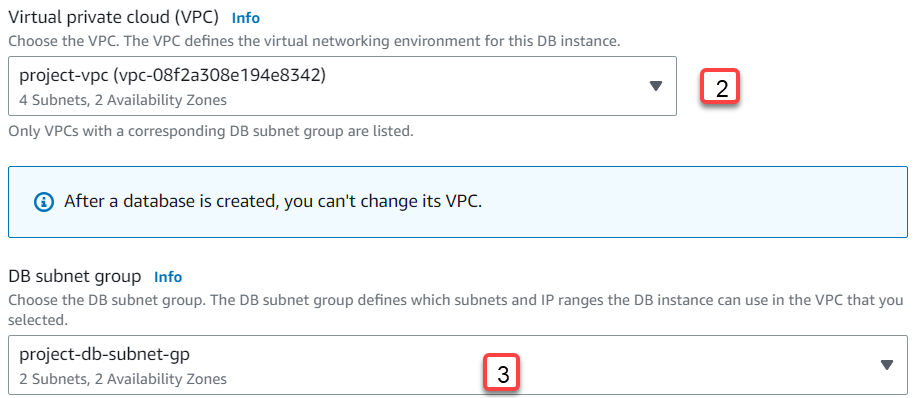 Virtual private cloud (VPC) Info
Choose the VPC. The VPC defines the virtual networking environment for this DB instance.
project-vpc (vpc-08f2a308e194e8342)
4 Subnets, 2 Availability Zones
2
Only VPCs with a corresponding DB subnet group are listed.
After a database is created, you can't change its VPC.
DB subnet group Info
Choose the DB subnet group. The DB subnet group defines which subnets and IP ranges the DB instance can use in the VPC that you
selected.
project-db-subnet-gp
2 Subnets, 2 Availability Zones
3